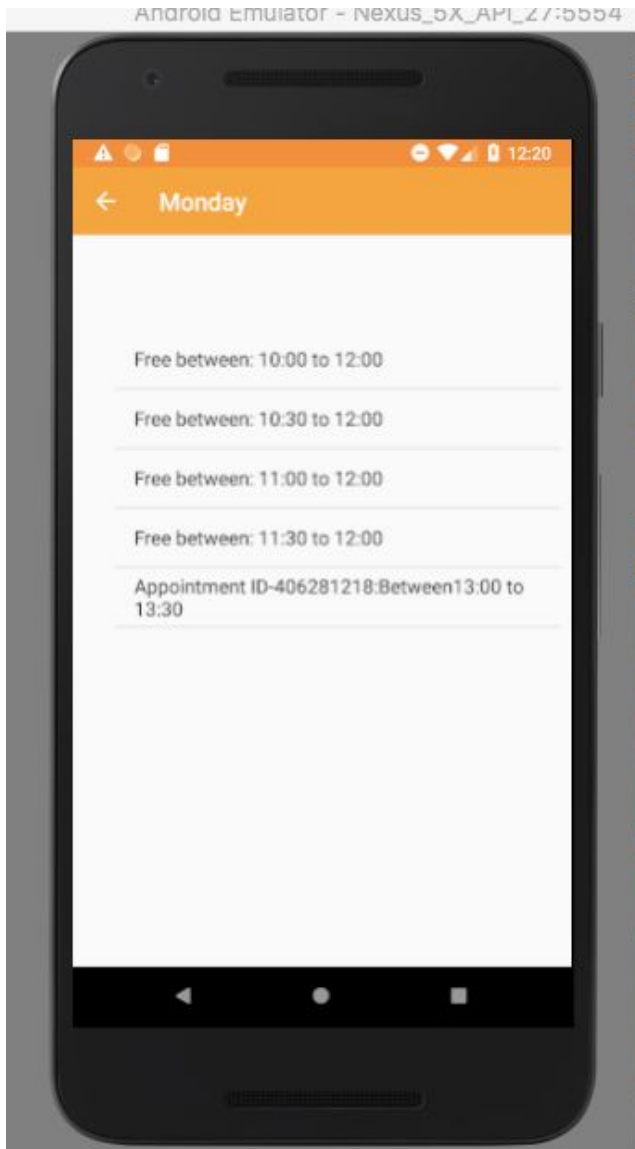 Android Emulator - Nexus_5X_API_27:5554
12:20
Monday
Free between: 10:00 to 12:00
Free between: 10:30 to 12:00
Free between: 11:00 to 12:00
Free between: 11:30 to 12:00
Appointment ID-406281218:Between13:00 to
13:30